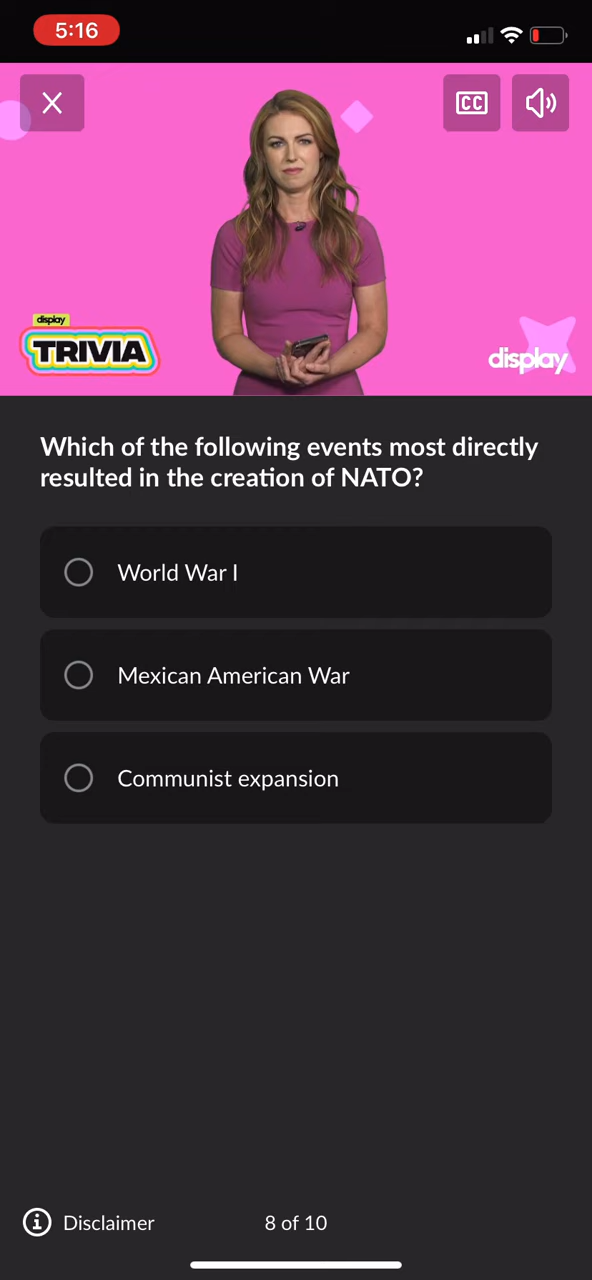 5:16
CC
display
TRIVIA
display
Which of the following events most directly
resulted in the creation of NATO?
World War I
Mexican American War
Communist expansion
Disclaimer
8 of 10